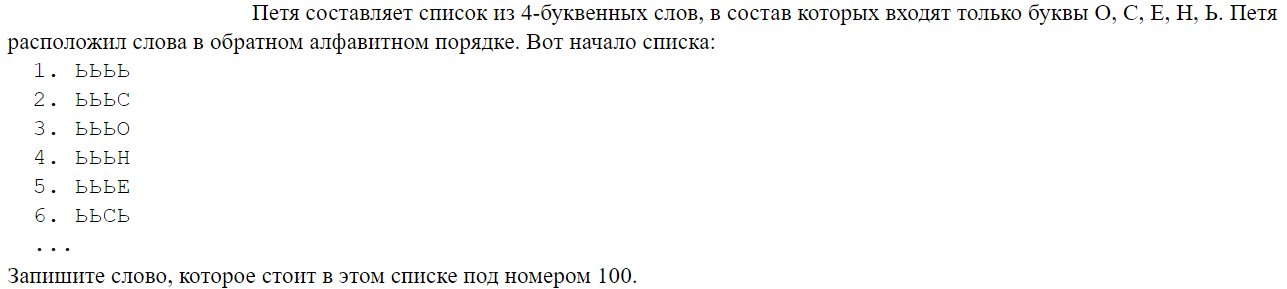 Петя составляет список из 4-буквенных слов, в состав которых входят только буквы О, С, Е, Н, Ь. Петя
расположил слова в обратном алфавитном порядке. Вот начало списка:
1. ЬЬЬЬ
2. ЬЬЬС
3. ЬЬЬО
4. ЬЬЬН
5. ЬЬЬЕ
6. ЬЬСЬ
...
Запишите слово, которое стоит в этом списке под номером 100.